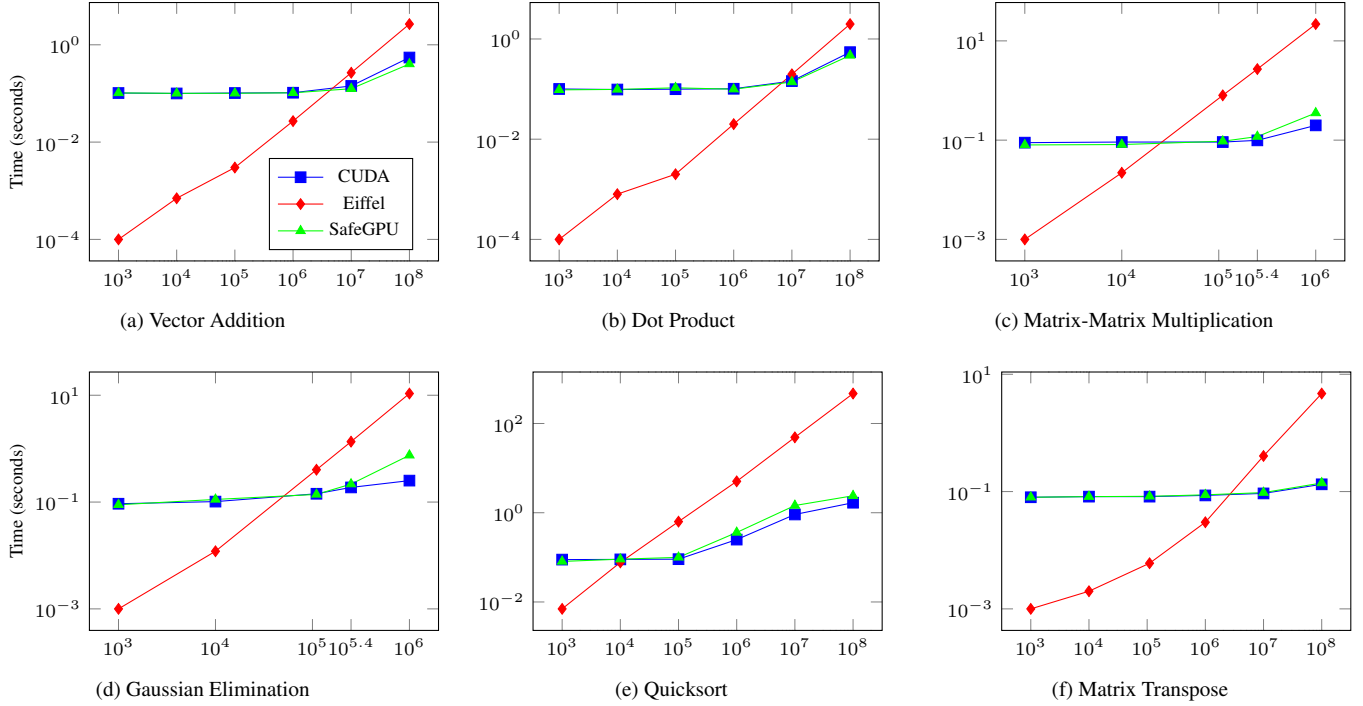 Time (seconds)
10^0
10^−2
10^−4
10^3 10^4 10^5 10^6 10^7 10^8
CUDA
Eiffel
SafeGPU
(a) Vector Addition
10^0
10^−2
10^−4
10^3 10^4 10^5 10^6 10^7 10^8
(b) Dot Product
10^1
10^−1
10^−3
10^3 10^4 10^5 10^5.4 10^6
(c) Matrix-Matrix Multiplication
Time (seconds)
10^1
10^−1
10^−3
10^3 10^4 10^5 10^5.4 10^6
(d) Gaussian Elimination
10^2
10^0
10^−2
10^3 10^4 10^5 10^6 10^7 10^8
(e) Quicksort
10^1
10^−1
10^−3
10^3 10^4 10^5 10^6 10^7 10^8
(f) Matrix Transpose